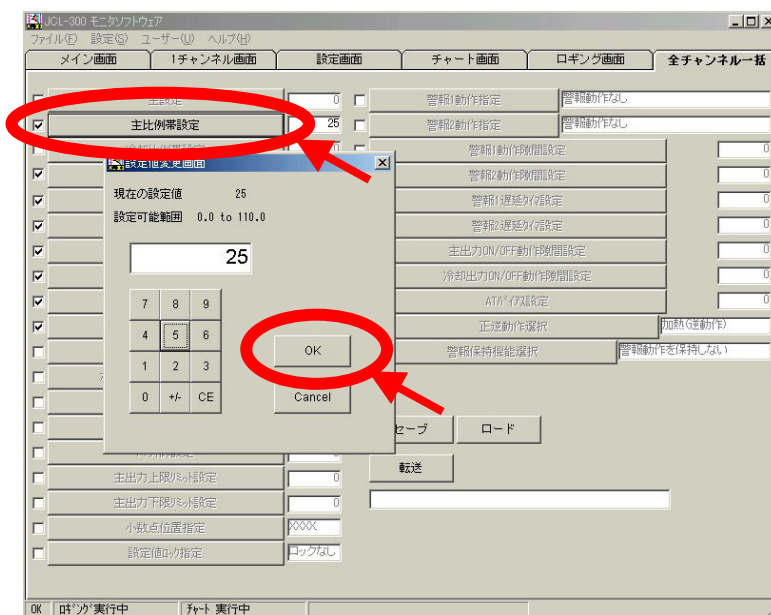 JCL-300 モニタソフトウェア
ファイル(F) 設定(S) ユーザー(U) ヘルプ(H)
メイン画面 1チャンネル画面 設定画面 チャート画面 ロギング画面 全チャンネル一括
主設定 0 警報1動作指定 警報動作なし
主比例帯設定 25 警報2動作指定 警報動作なし
冷却比例帯設定 0 警報1動作隙間設定 0
設定値変更画面
警報2動作隙間設定 0
現在の設定値 25
警報1遅延タイマ設定 0
設定可能範囲 0.0 to 110.0
警報2遅延タイマ設定 0
25
主出力ON/OFF動作隙間設定 0
冷却出力ON/OFF動作隙間設定 0
7 8 9
ATバイアス設定 0
4 5 6
正逆動作選択 加熱(逆動作)
OK
警報保持機能選択 警報動作を保持しない
1 2 3
0 +/- CE
Cancel
セーブ ロード
転送
主出力上限リミット設定 0
主出力下限リミット設定 0
小数点位置指定 XXXX
設定値ロック指定 ロックなし
OK ロギング実行中 チャート実行中